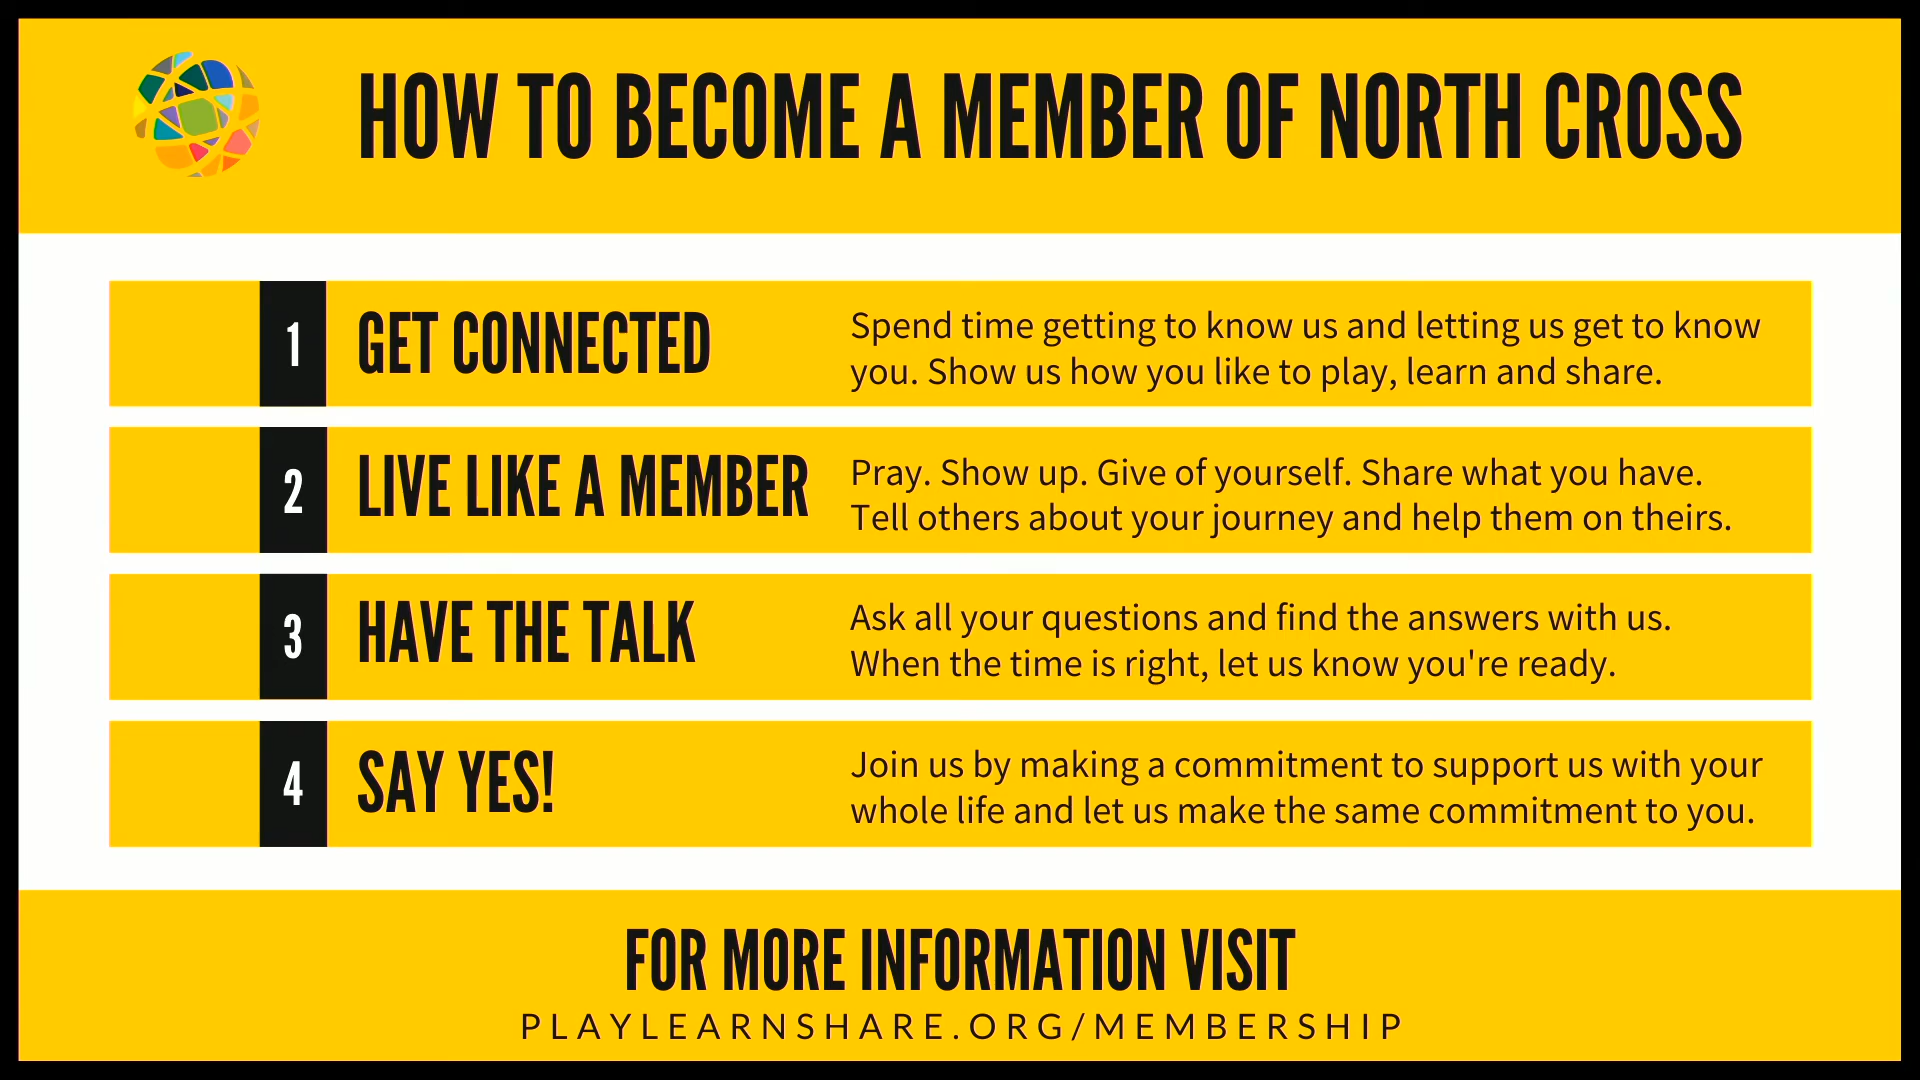 HOW TO BECOME A MEMBER OF NORTH CROSS
1
GET CONNECTED
Spend time getting to know us and letting us get to know
you. Show us how you like to play, learn and share.
2
LIVE LIKE A MEMBER
Pray. Show up. Give of yourself. Share what you have.
Tell others about your journey and help them on theirs.
3
HAVE THE TALK
Ask all your questions and find the answers with us.
When the time is right, let us know you're ready.
4
SAY YES!
Join us by making a commitment to support us with your
whole life and let us make the same commitment to you.
FOR MORE INFORMATION VISIT
PLAYLEARNSHARE.ORG/MEMBERSHIP